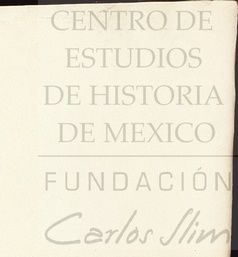 CENTRO DE
ESTUDIOS
DE HISTORIA
DE MEXICO
FUNDACIÓN
Carlos Slim